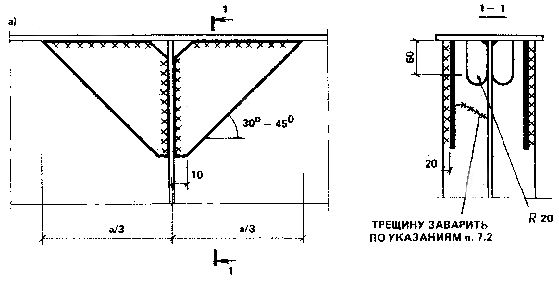 а)
1
1-1
60
30° - 45°
10
20
а/3
а/3
R 20
ТРЕЩИНУ ЗАВАРИТЬ
ПО УКАЗАНИЯМ п. 7.2
1